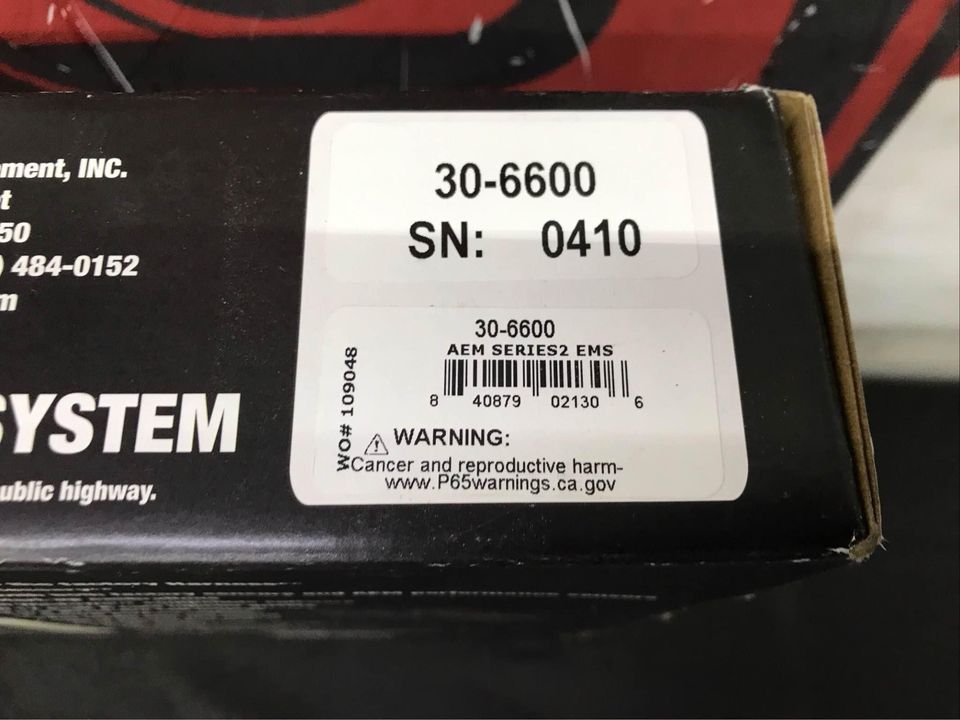 ement, INC.
t
50
) 484-0152
m
SYSTEM
ublic highway.
30-6600
SN: 0410
30-6600
AEM SERIES2 EMS
8 40879 02130 6
WO# 109048
WARNING:
Cancer and reproductive harm-
www.P65warnings.ca.gov